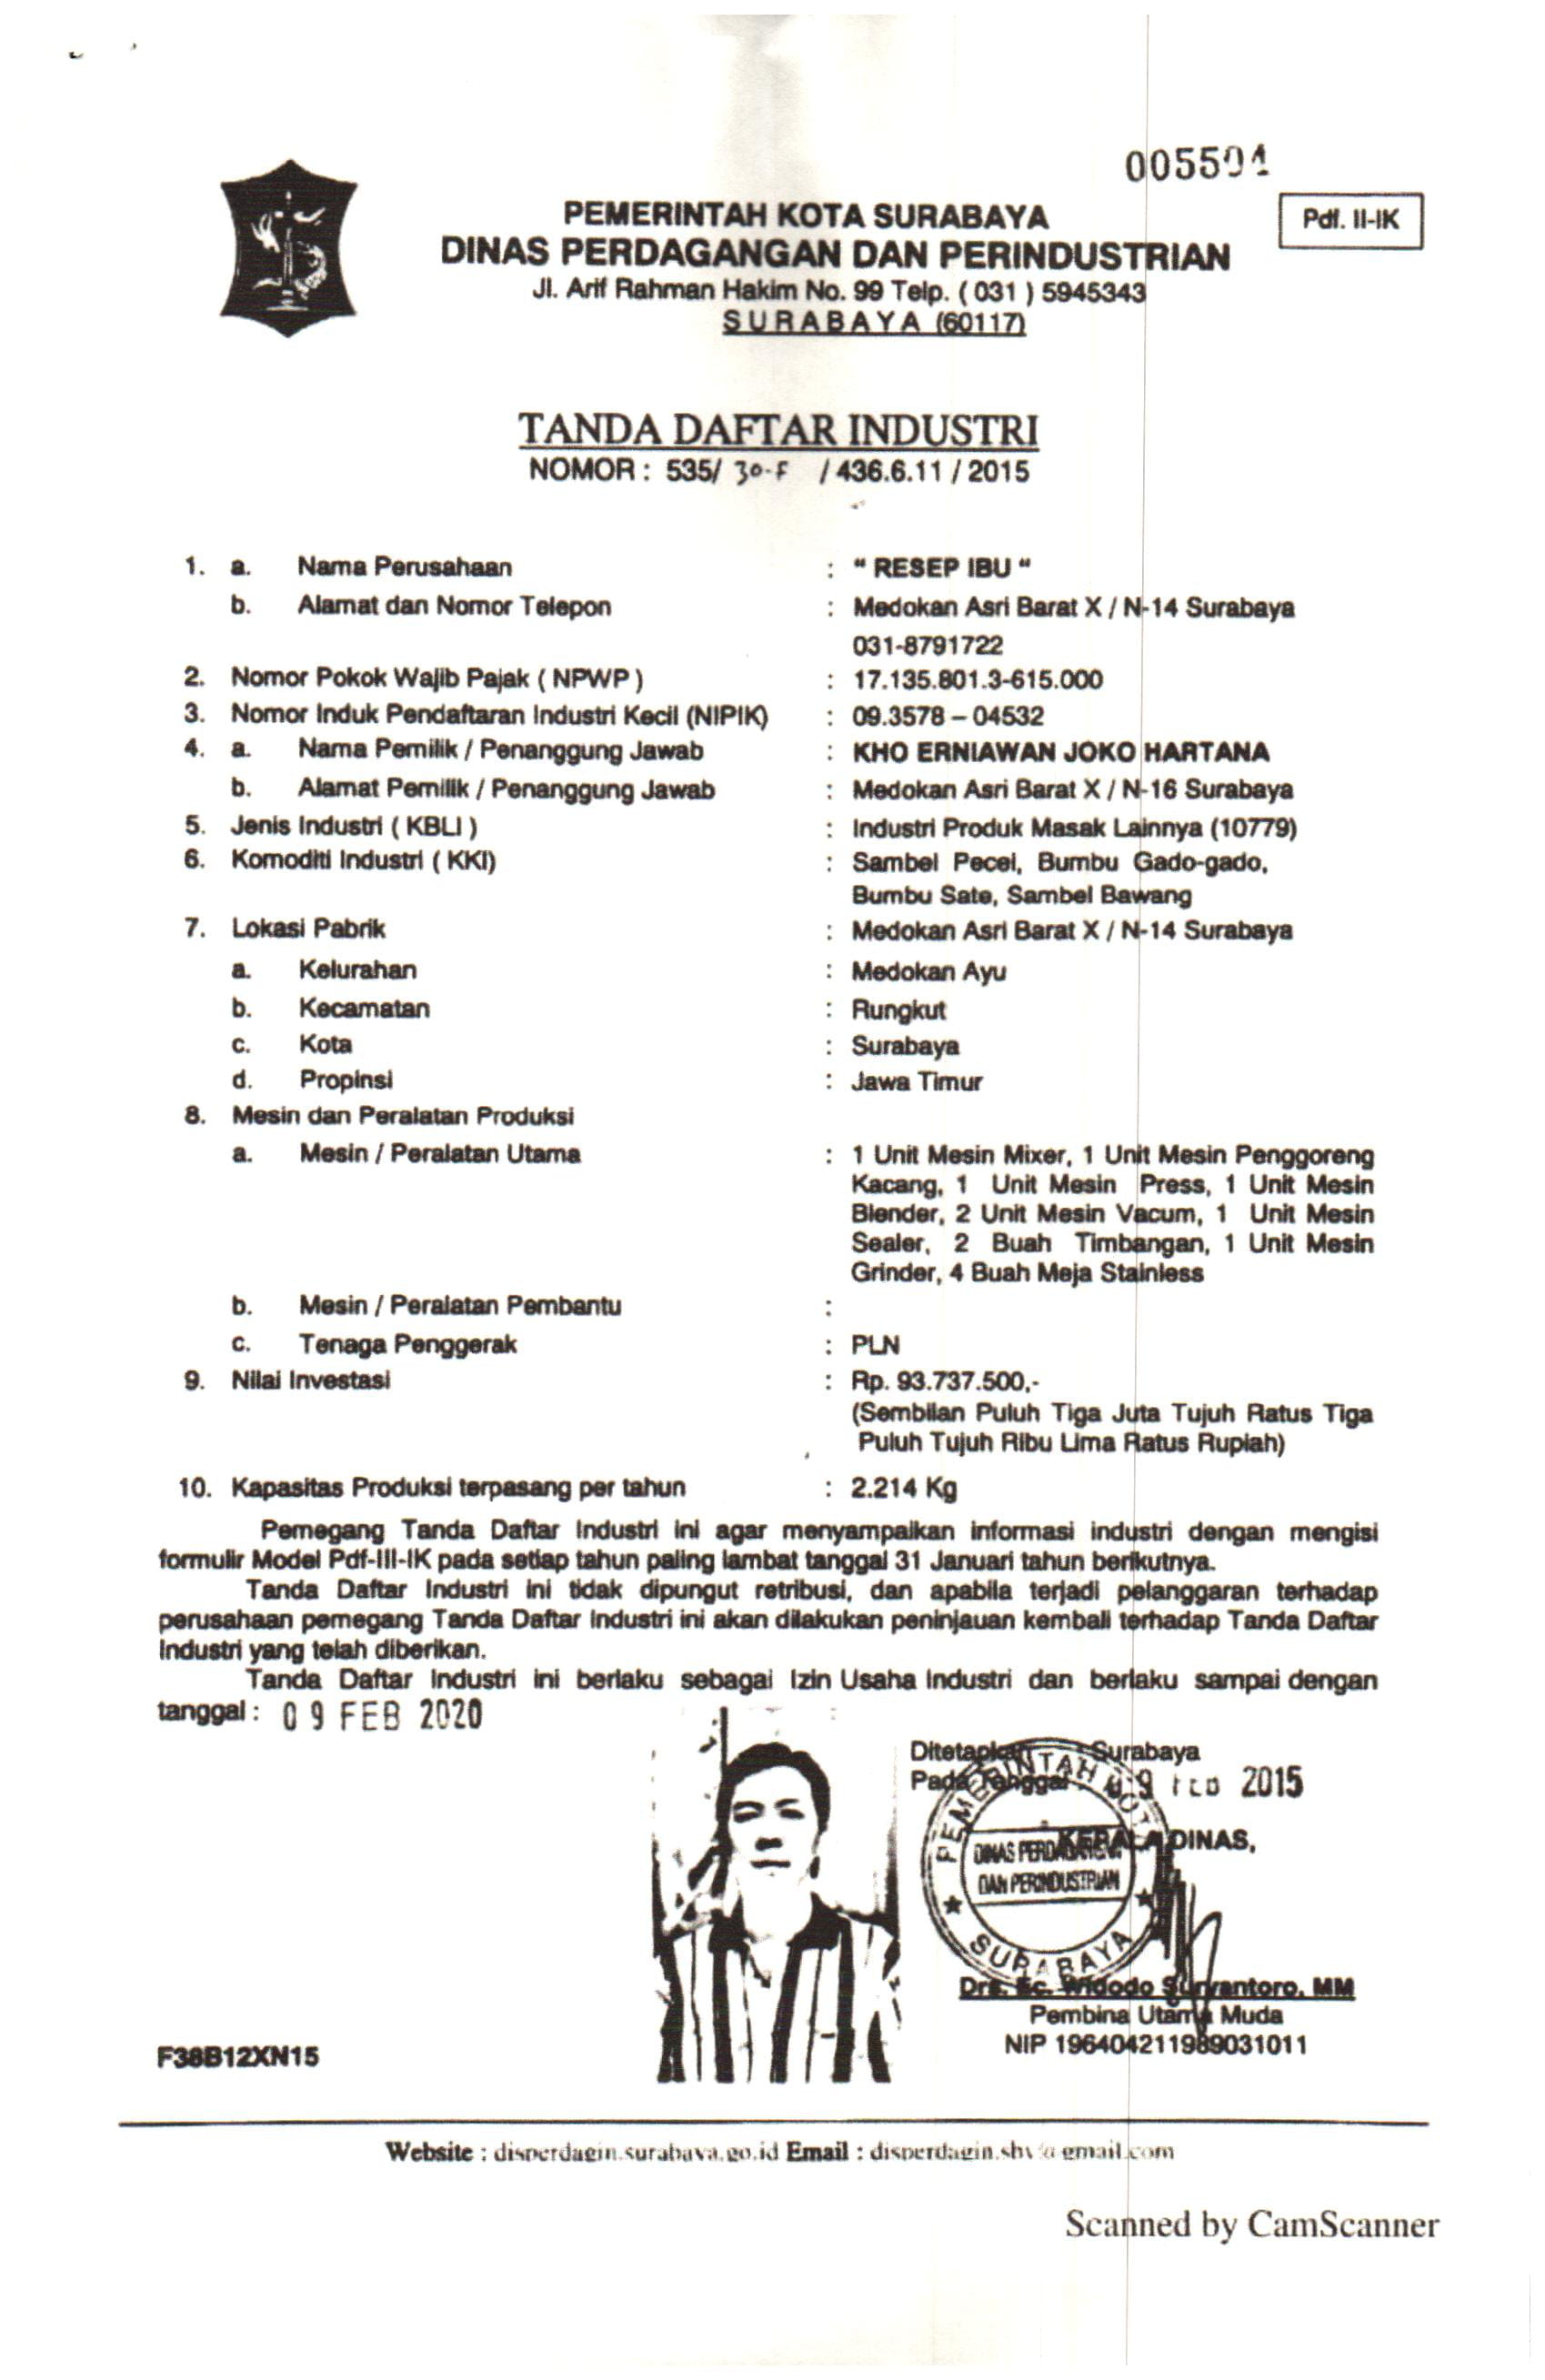 005594
PEMERINTAH KOTA SURABAYA
Pdf. II-IK
DINAS PERDAGANGAN DAN PERINDUSTRIAN
Jl. Arif Rahman Hakim No. 99 Telp. ( 031 ) 5945343
SURABAYA (60117)
TANDA DAFTAR INDUSTRI
NOMOR : 535/ / 436.6.11 / 2015
1. a. Nama Perusahaan : " RESEP IBU "
b. Alamat dan Nomor Telepon : Medokan Asri Barat X / N-14 Surabaya
031-8791722
2. Nomor Pokok Wajib Pajak ( NPWP ) : 17.135.801.3-615.000
3. Nomor Induk Pendaftaran Industri Kecil (NIPIK) : 09.3578 – 04532
4. a. Nama Pemilik / Penanggung Jawab : KHO ERNIAWAN JOKO HARTANA
b. Alamat Pemilik / Penanggung Jawab : Medokan Asri Barat X / N-16 Surabaya
5. Jenis Industri ( KBLI ) : Industri Produk Masak Lainnya (10779)
6. Komoditi Industri ( KKI) : Sambel Pecel, Bumbu Gado-gado,
Bumbu Sate, Sambel Bawang
7. Lokasi Pabrik : Medokan Asri Barat X / N-14 Surabaya
a. Kelurahan : Medokan Ayu
b. Kecamatan : Rungkut
c. Kota : Surabaya
d. Propinsi : Jawa Timur
8. Mesin dan Peralatan Produksi
a. Mesin / Peralatan Utama : 1 Unit Mesin Mixer, 1 Unit Mesin Penggoreng
Kacang, 1 Unit Mesin Press, 1 Unit Mesin
Blender, 2 Unit Mesin Vacum, 1 Unit Mesin
Sealer, 2 Buah Timbangan, 1 Unit Mesin
Grinder, 4 Buah Meja Stainless
b. Mesin / Peralatan Pembantu :
c. Tenaga Penggerak : PLN
9. Nilai Investasi : Rp. 93.737.500,-
(Sembilan Puluh Tiga Juta Tujuh Ratus Tiga
Puluh Tujuh Ribu Lima Ratus Rupiah)
10. Kapasitas Produksi terpasang per tahun : 2.214 Kg
Pemegang Tanda Daftar Industri ini agar menyampaikan informasi industri dengan mengisi
formulir Model Pdf-III-IK pada setiap tahun paling lambat tanggal 31 Januari tahun berikutnya.
Tanda Daftar Industri ini tidak dipungut retribusi, dan apabila terjadi pelanggaran terhadap
perusahaan pemegang Tanda Daftar Industri ini akan dilakukan peninjauan kembali terhadap Tanda Daftar
Industri yang telah diberikan.
Tanda Daftar Industri ini berlaku sebagai Izin Usaha Industri dan berlaku sampai dengan
tanggal : 09 FEB 2020
Ditetapkan : Surabaya
Pada Tanggal : 09 FEB 2015
KEPALA DINAS,
PEMERINTAH KOTA
DINAS PERDAGANGAN
DAN PERINDUSTRIAN
SURABAYA
Drs. Ec. Widodo Suryantoro, MM
Pembina Utama Muda
NIP 196404211989031011
F38B12XN15
Website : disperdagin.surabaya.go.id Email : disperdagin.sby@gmail.com
Scanned by CamScanner